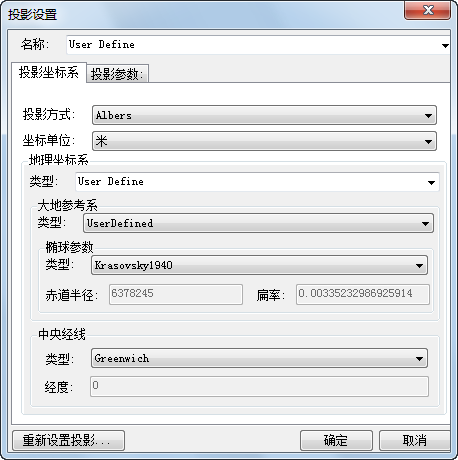 投影设置
名称: User Define
投影坐标系 投影参数:
投影方式: Albers
坐标单位: 米
地理坐标系
类型: User Define
大地参考系
类型: UserDefined
椭球参数
类型: Krasovsky1940
赤道半径: 6378245 扁率: 0.00335232986925914
中央经线
类型: Greenwich
经度: 0
重新设置投影... 确定 取消